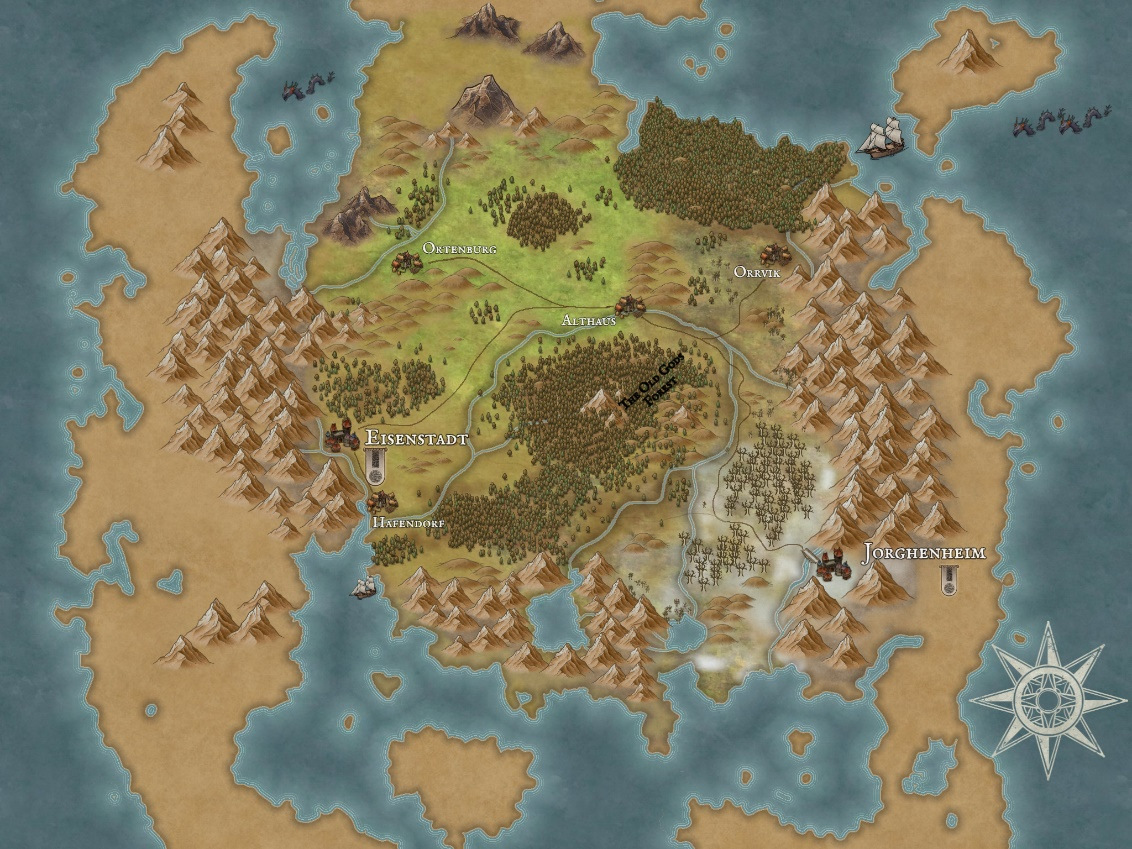 Ortenburg
Orrvik
Althaus
The Old Gods
Forest
Eisenstadt
Hafendorf
Jorghenheim